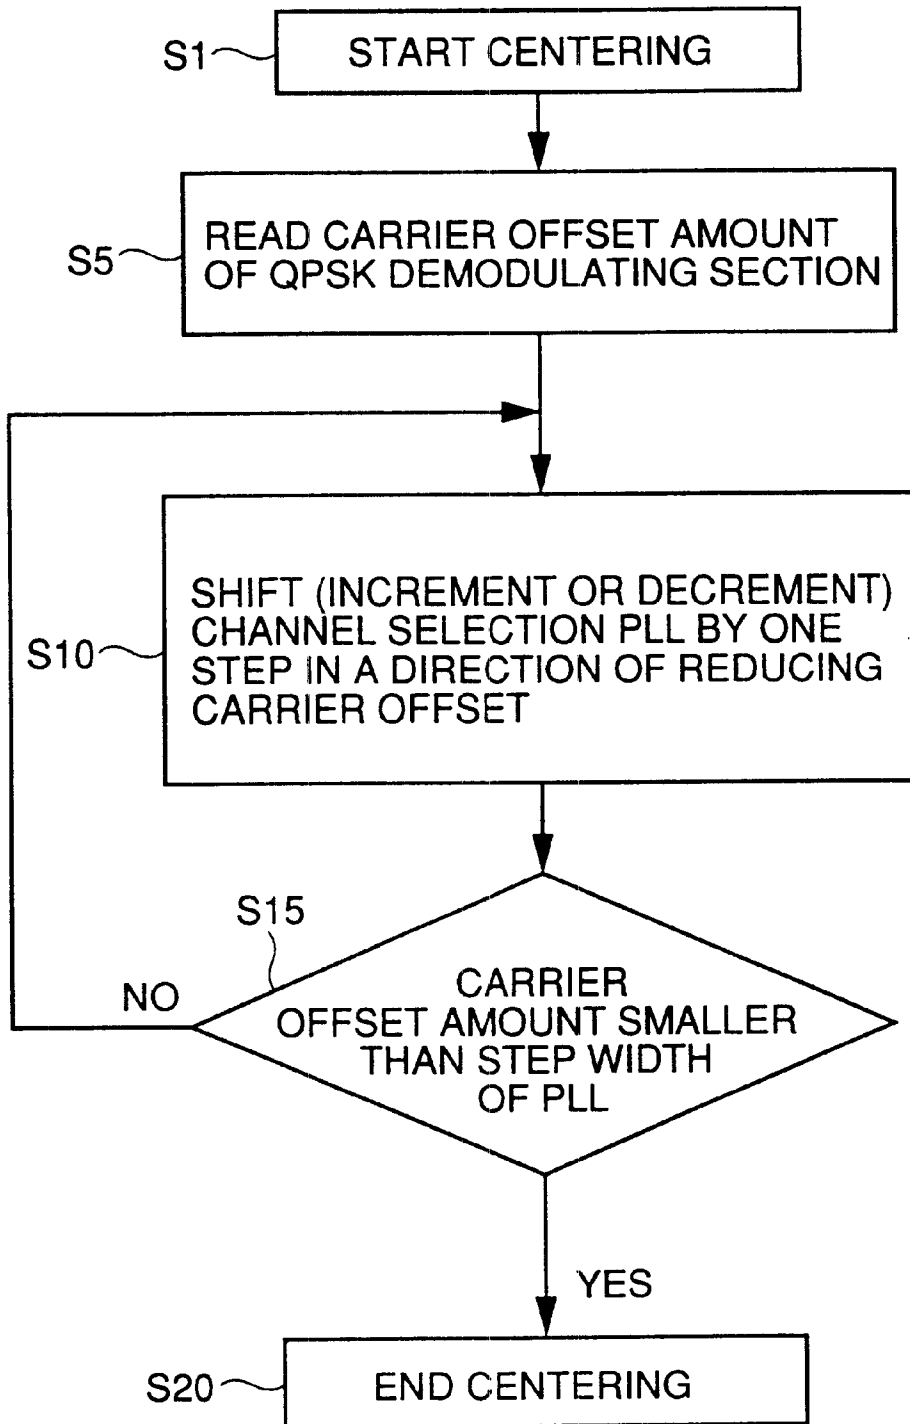 S1
START CENTERING
S5
READ CARRIER OFFSET AMOUNT
OF QPSK DEMODULATING SECTION
S10
SHIFT (INCREMENT OR DECREMENT)
CHANNEL SELECTION PLL BY ONE
STEP IN A DIRECTION OF REDUCING
CARRIER OFFSET
S15
CARRIER
OFFSET AMOUNT SMALLER
THAN STEP WIDTH
OF PLL
NO
YES
S20
END CENTERING